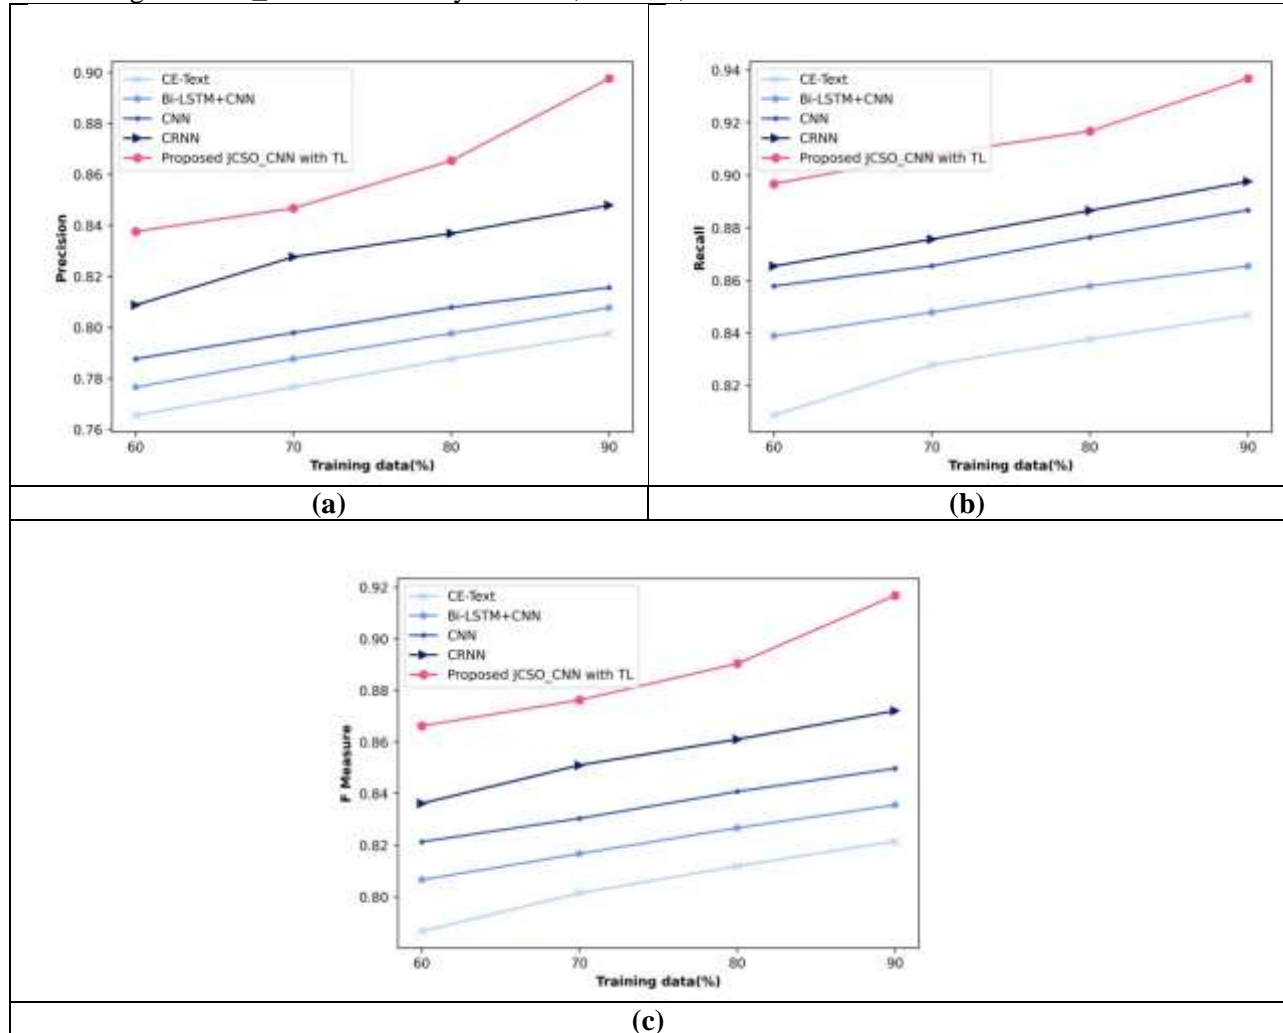 0.90
0.88
0.86
0.84
0.82
0.80
0.78
0.76
Precision
CE-Text
Bi-LSTM+CNN
CNN
CRNN
Proposed JCSO_CNN with TL
60 70 80 90
Training data(%)
(a)
0.94
0.92
0.90
0.88
0.86
0.84
0.82
Recall
CE-Text
Bi-LSTM+CNN
CNN
CRNN
Proposed JCSO_CNN with TL
60 70 80 90
Training data(%)
(b)
0.92
0.90
0.88
0.86
0.84
0.82
0.80
F Measure
CE-Text
Bi-LSTM+CNN
CNN
CRNN
Proposed JCSO_CNN with TL
60 70 80 90
Training data(%)
(c)